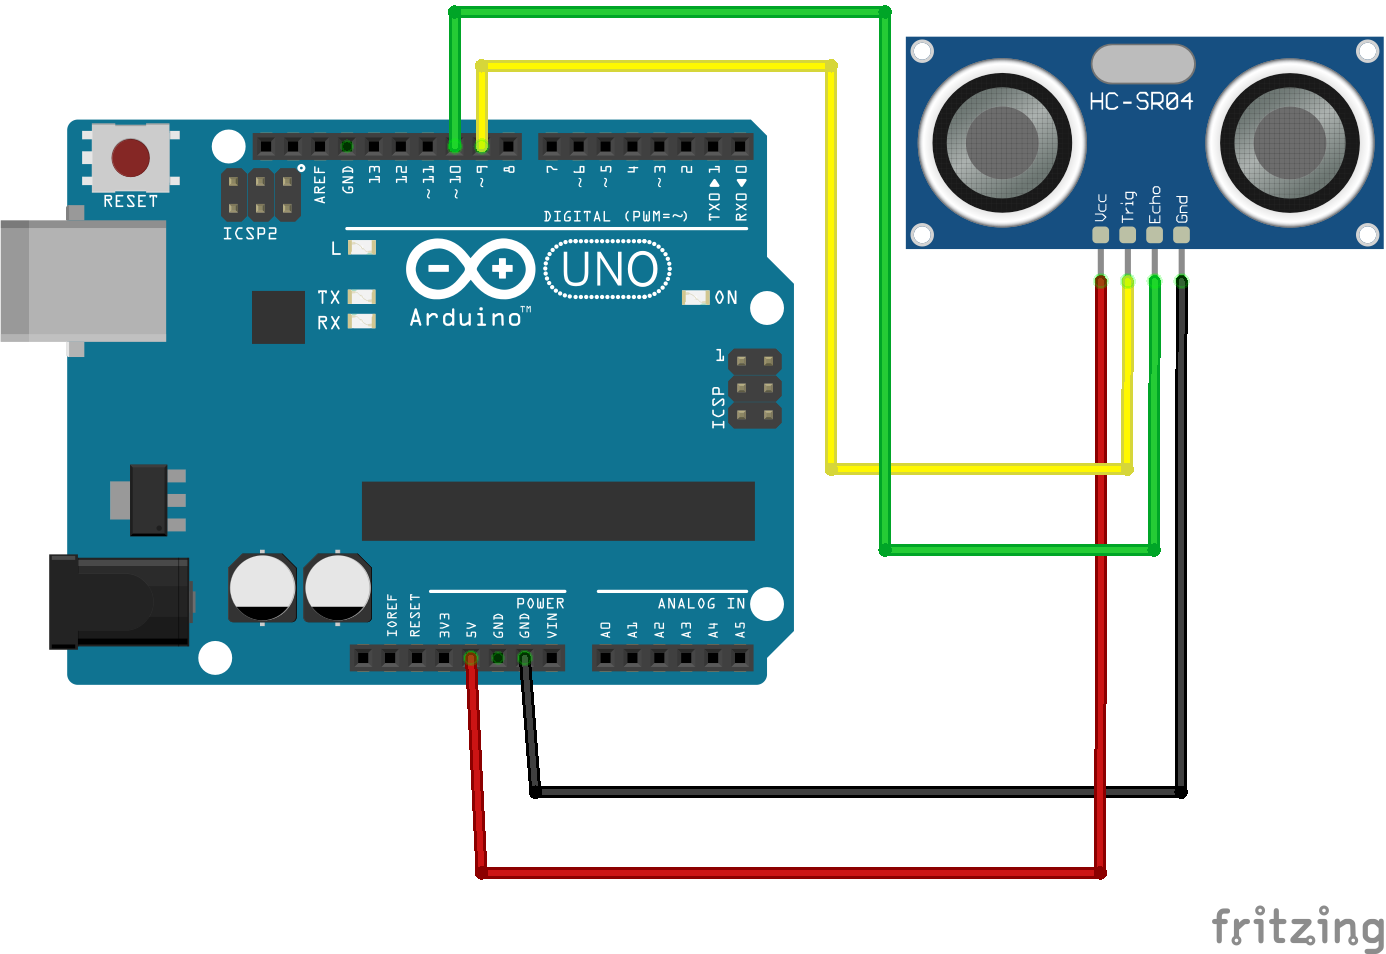 HC-SR04
Vcc
Trig
Echo
Gnd
RESET
ICSP2
AREF
GND
13
12
~11
~10
~9
8
7
~6
~5
4
~3
2
TX0▶1
RX0◀0
DIGITAL (PWM=~)
L
TX
RX
Arduino™
UNO
ON
1
ICSP
IOREF
RESET
3V3
5V
GND
GND
VIN
POWER
ANALOG IN
A0
A1
A2
A3
A4
A5
fritzing